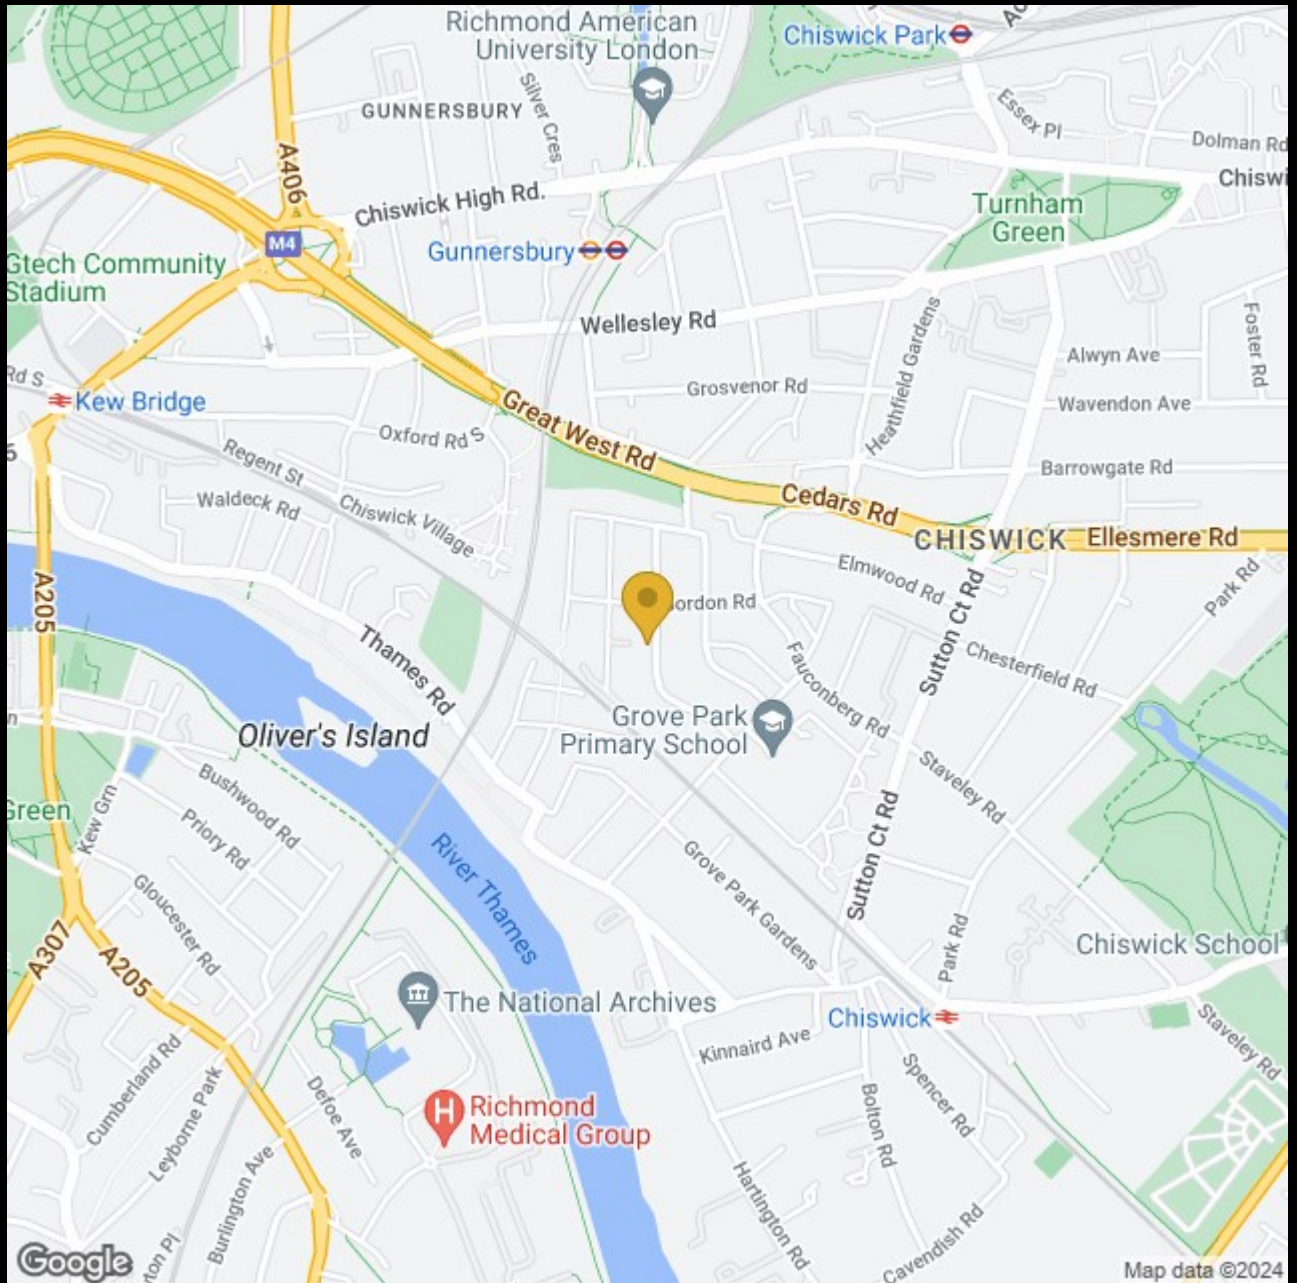 Richmond American
University London
Chiswick Park
GUNNERSBURY
Silver Cres
Essex Pl
Dolman Rd
A406
Chiswick High Rd.
Chiswi
Turnham
Green
M4
Gunnersbury
Gtech Community
Stadium
Wellesley Rd
Heathfield Gardens
Foster Rd
Alwyn Ave
Rd S
Grosvenor Rd
Kew Bridge
Great West Rd
Wavendon Ave
Oxford Rd S
Regent St
Barrowgate Rd
Waldeck Rd
Chiswick Village
Cedars Rd
CHISWICK
Ellesmere Rd
Elmwood Rd
Park Rd
A205
Gordon Rd
Thames Rd
Fauconberg Rd
Sutton Ct Rd
Chesterfield Rd
Grove Park
Primary School
Oliver's Island
Staveley Rd
Bushwood Rd
Green
Kew Grn
Priory Rd
River Thames
Sutton Ct Rd
Grove Park Gardens
Gloucester Rd
Park Rd
Chiswick School
A307
A205
The National Archives
Chiswick
Kinnaird Ave
Staveley Rd
Cumberland Rd
Leyborne Park
Defoe Ave
Richmond
Medical Group
Spencer Rd
Bolton Rd
Burlington Ave
Hartington Rd
Cavendish Rd
Google
Map data ©2024